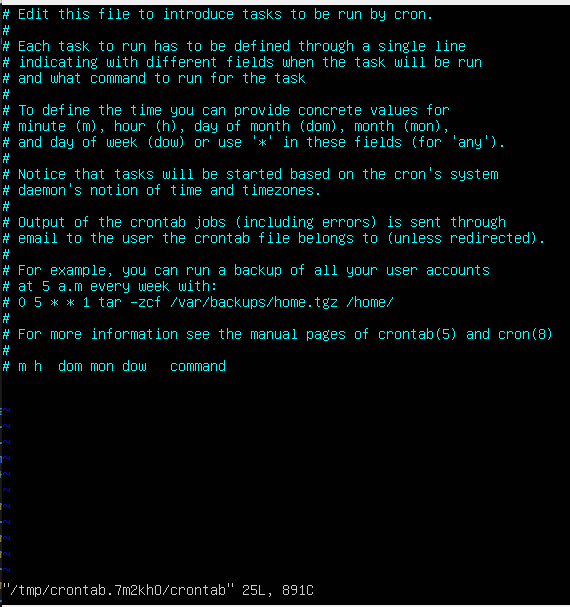 # Edit this file to introduce tasks to be run by cron.
#
# Each task to run has to be defined through a single line
# indicating with different fields when the task will be run
# and what command to run for the task
#
# To define the time you can provide concrete values for
# minute (m), hour (h), day of month (dom), month (mon),
# and day of week (dow) or use '*' in these fields (for 'any').
#
# Notice that tasks will be started based on the cron's system
# daemon's notion of time and timezones.
#
# Output of the crontab jobs (including errors) is sent through
# email to the user the crontab file belongs to (unless redirected).
#
# For example, you can run a backup of all your user accounts
# at 5 a.m every week with:
# 0 5 * * 1 tar -zcf /var/backups/home.tgz /home/
#
# For more information see the manual pages of crontab(5) and cron(8)
#
# m h  dom mon dow   command
~
~
~
~
~
~
~
~
~
~
~
"/tmp/crontab.7m2khO/crontab" 25L, 891C